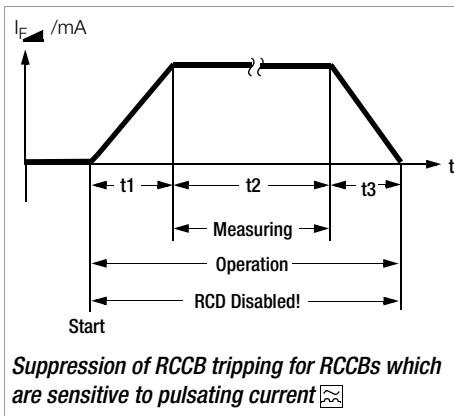 I_F /mA
t
t1
t2
t3
Measuring
Operation
RCD Disabled!
Start
Suppression of RCCB tripping for RCCBs which
are sensitive to pulsating current